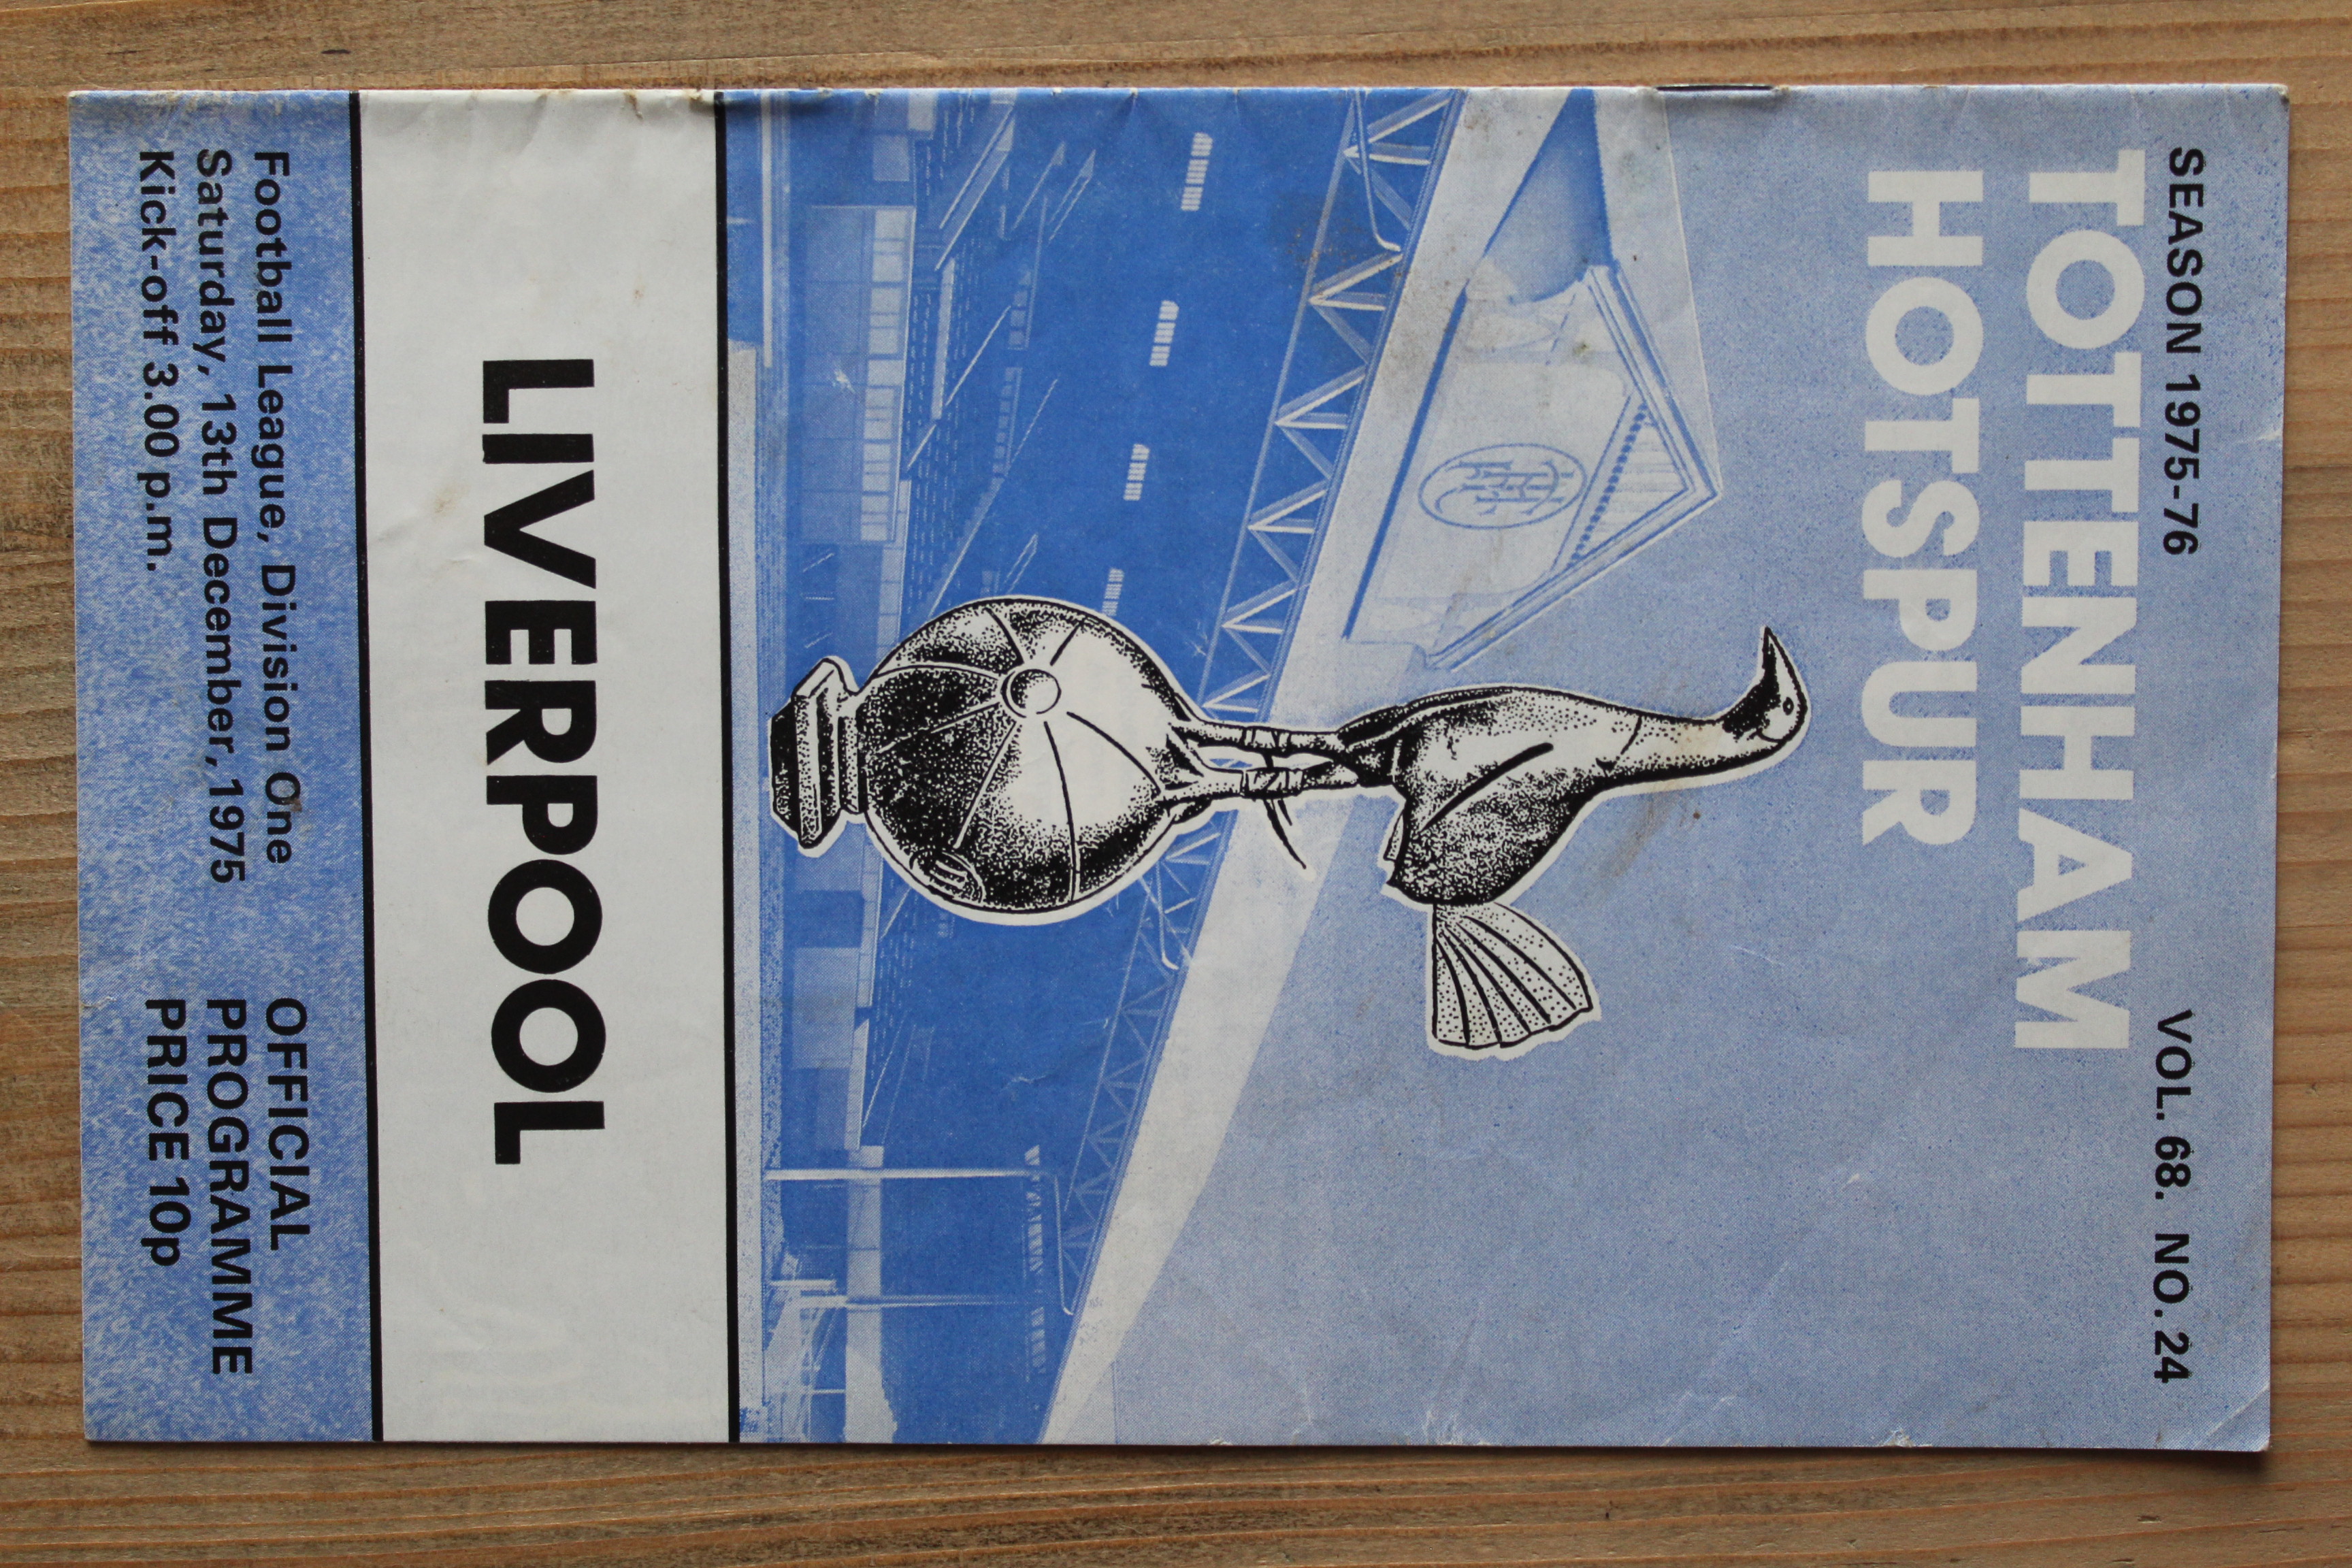 SEASON 1975-76 VOL. 68. NO. 24
TOTTENHAM
HOTSPUR
LIVERPOOL
Football League, Division One
Saturday, 13th December, 1975
Kick-off 3.00 p.m.
OFFICIAL
PROGRAMME
PRICE 10p